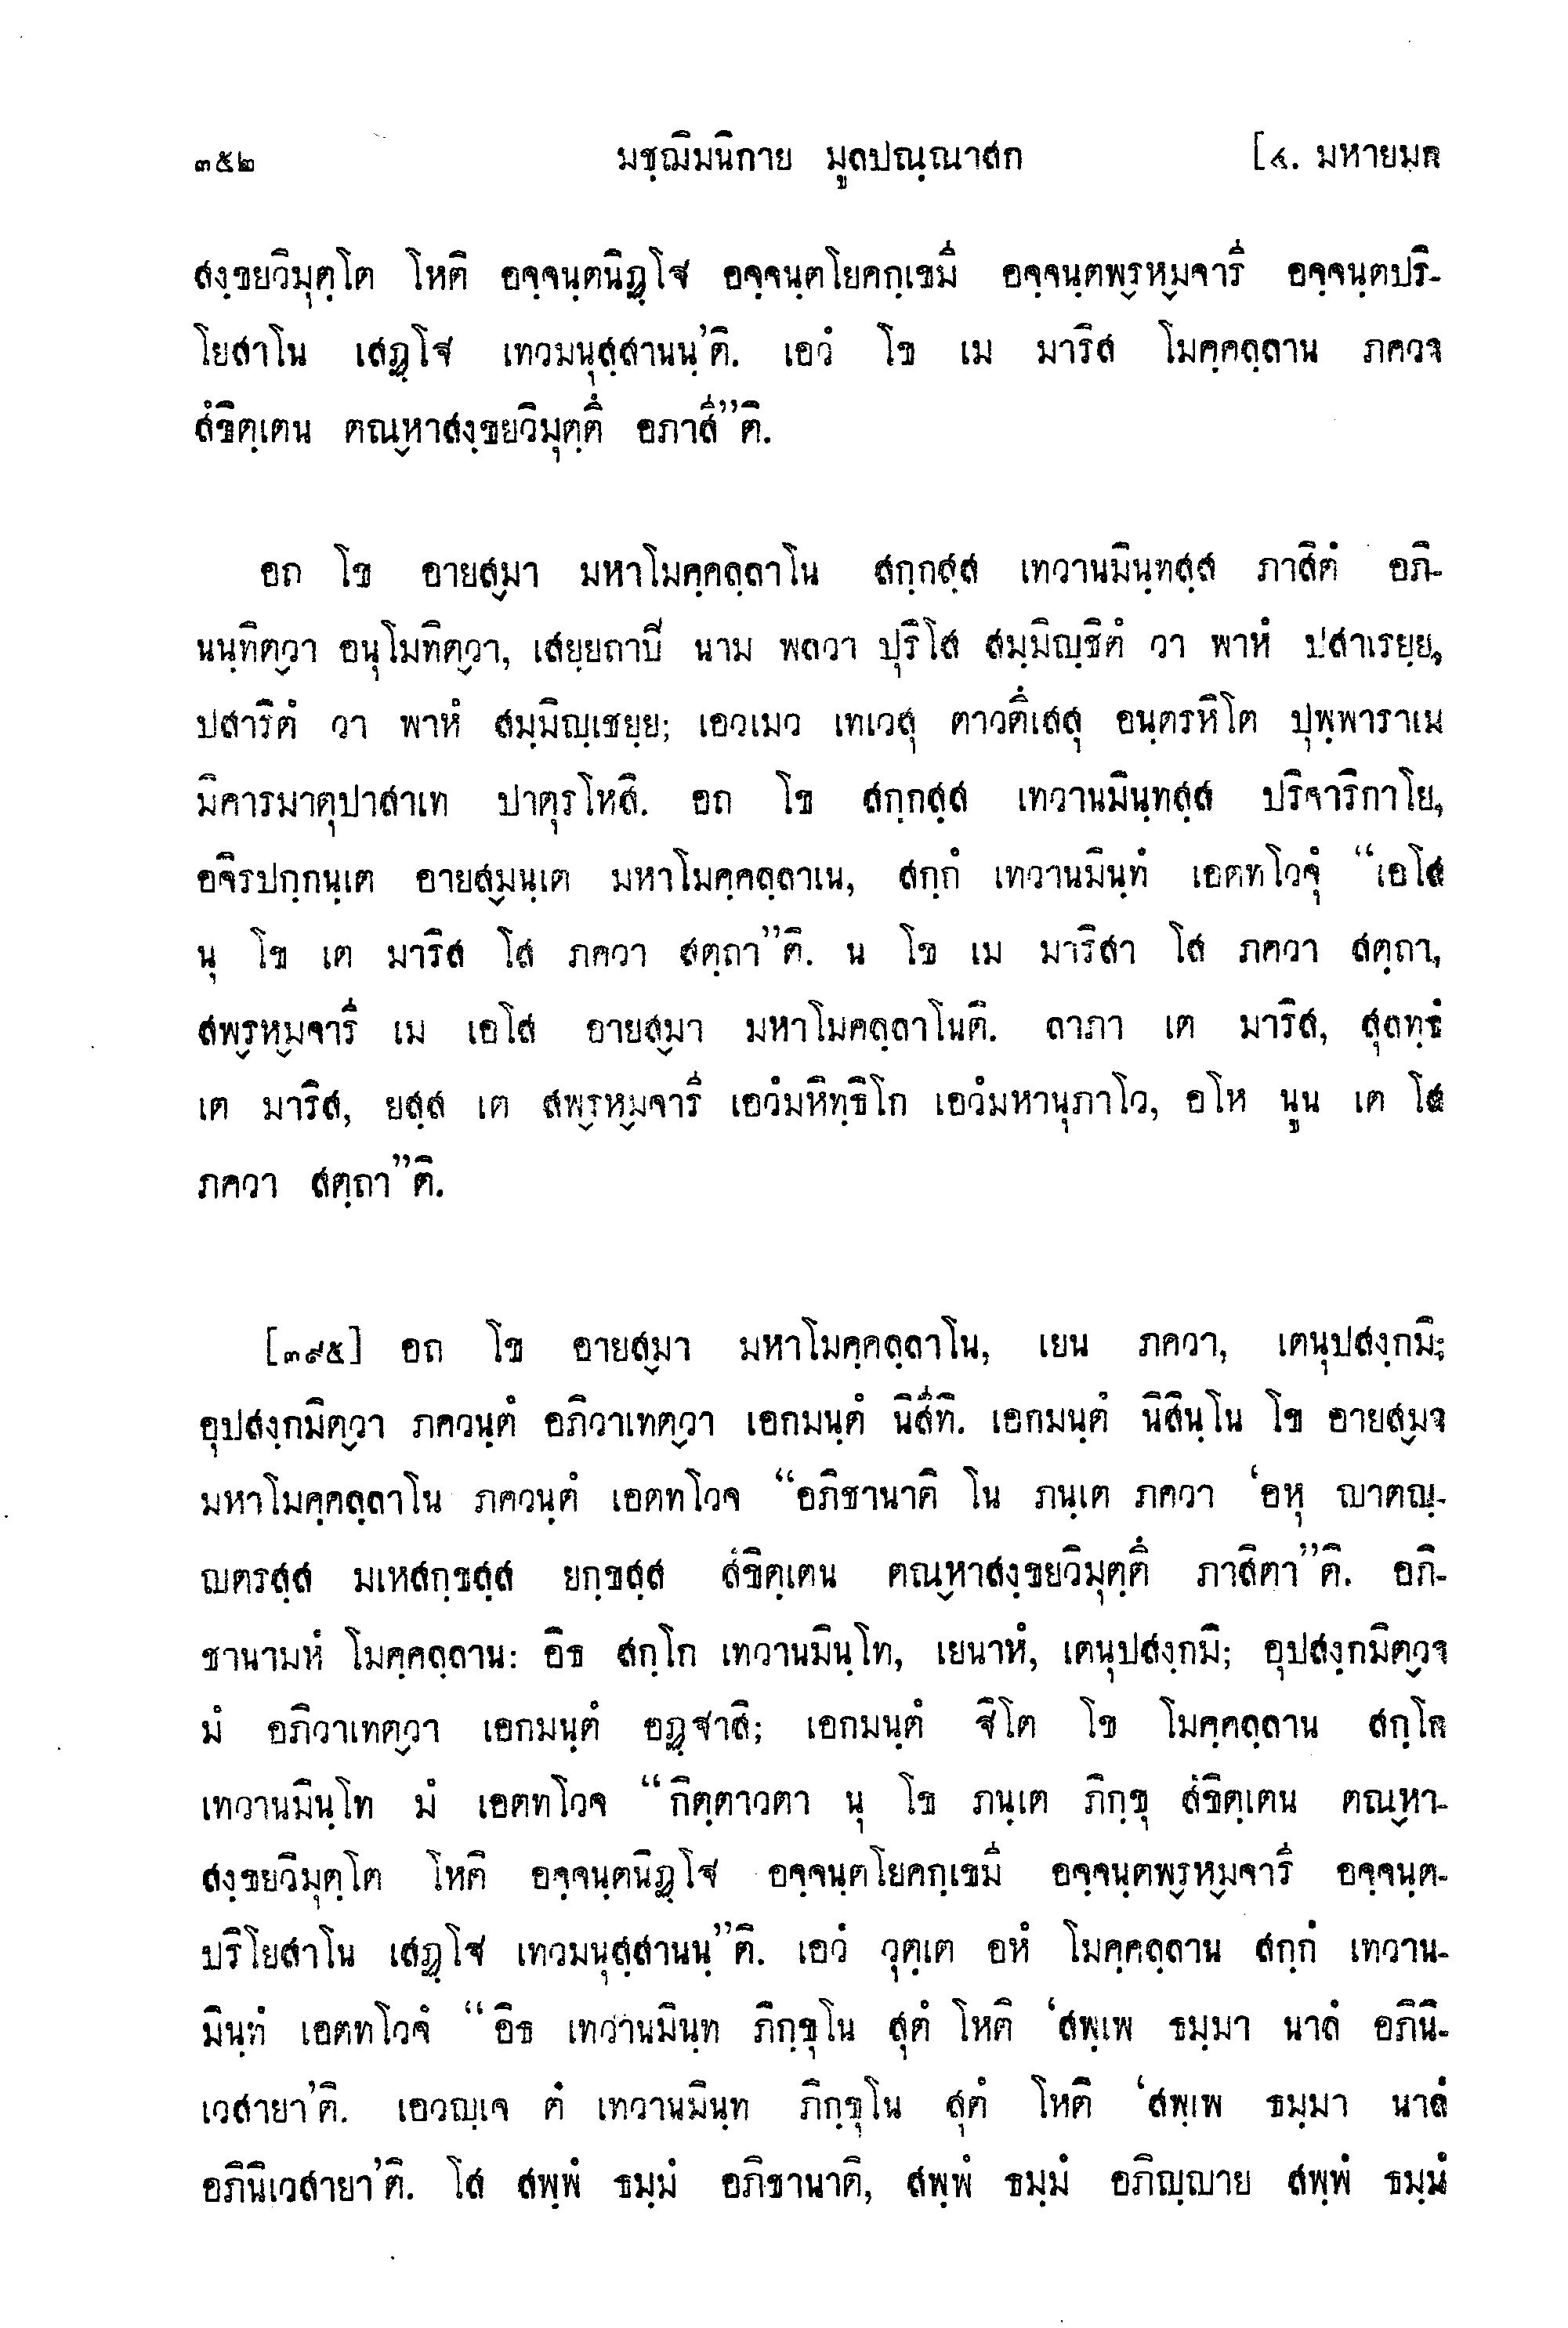 ๓๕๒ มชฺฌิมนิกาย มูลปณฺณาสก [๔. มหายมก
สงฺขยวิมุตฺโต โหติ อจฺจนฺตนิฏฺโฐ อจฺจนฺตโยคกฺเขมี อจฺจนฺตพฺรหฺมจารี อจฺจนฺตปริ-
โยสาโน เสฏฺโฐ เทวมนุสฺสานนฺ’ติ. เอวํ โข เม มาริส โมคฺคลฺลาน ภควา
สํขิตฺเตน ตณฺหาสงฺขยวิมุตฺตึ อภาสี”ติ.
อถ โข อายสฺมา มหาโมคฺคลฺลาโน สกฺกสฺส เทวานมินฺทสฺส ภาสิตํ อภิ-
นนฺทิตฺวา อนุโมทิตฺวา, เสยฺยถาปี นาม พลวา ปุริโส สมฺมิญฺชิตํ วา พาหํ ปสาเรยฺย,
ปสาริตํ วา พาหํ สมฺมิญฺเชยฺย; เอวเมว เทเวสุ ตาวตึเสสุ อนฺตรหิโต ปุพฺพาราเม
มิคารมาตุปาสาเท ปาตุรโหสิ. อถ โข สกฺกสฺส เทวานมินฺทสฺส ปริจาริกาโย,
อจิรปกฺกนฺเต อายสฺมนฺเต มหาโมคฺคลฺลาเน, สกฺกํ เทวานมินฺทํ เอตทโวจุํ “เอโส
นุ โข เต มาริส โส ภควา สตฺถา”ติ. น โข เม มาริสา โส ภควา สตฺถา,
สพฺรหฺมจารี เม เอโส อายสฺมา มหาโมคลฺลาโนติ. ลาภา เต มาริส, สุลทฺธํ
เต มาริส, ยสฺส เต สพฺรหฺมจารี เอวํมหิทฺธิโก เอวํมหานุภาโว, อโห นูน เต โส
ภควา สตฺถา”ติ.
[๓๙๕] อถ โข อายสฺมา มหาโมคฺคลฺลาโน, เยน ภควา, เตนุปสงฺกมิ;
อุปสงฺกมิตฺวา ภควนฺตํ อภิวาเทตฺวา เอกมนฺตํ นิสีทิ. เอกมนฺตํ นิสินฺโน โข อายสฺมา
มหาโมคฺคลฺลาโน ภควนฺตํ เอตทโวจ “อภิชานาติ โน ภนฺเต ภควา ‘อหุ ญาตญฺ-
ญตรสฺส มเหสกฺขสฺส ยกฺขสฺส สํขิตฺเตน ตณฺหาสงฺขยวิมุตฺตึ ภาสิตา”ติ. อภิ-
ชานามหํ โมคฺคลฺลาน: อิธ สกฺโก เทวานมินฺโท, เยนาหํ, เตนุปสงฺกมิ; อุปสงฺกมิตฺวา
มํ อภิวาเทตฺวา เอกมนฺตํ อฏฺฐาสิ; เอกมนฺตํ ฐิโต โข โมคฺคลฺลาน สกฺโก
เทวานมินฺโท มํ เอตทโวจ “กิตฺตาวตา นุ โข ภนฺเต ภิกฺขุ สํขิตฺเตน ตณฺหา-
สงฺขยวิมุตฺโต โหติ อจฺจนฺตนิฏฺโฐ อจฺจนฺตโยคกฺเขมี อจฺจนฺตพฺรหฺมจารี อจฺจนฺต-
ปริโยสาโน เสฏฺโฐ เทวมนุสฺสานนฺ”ติ. เอวํ วุตฺเต อหํ โมคฺคลฺลาน สกฺกํ เทวาน-
มินฺทํ เอตทโวจํ “อิธ เทวานมินฺท ภิกฺขุโน สุตํ โหติ ‘สพฺเพ ธมฺมา นาลํ อภินิ-
เวสายา’ติ. เอวญฺเจ ตํ เทวานมินฺท ภิกฺขุโน สุตํ โหติ ‘สพฺเพ ธมฺมา นาลํ
อภินิเวสายา’ติ. โส สพฺพํ ธมฺมํ อภิชานาติ, สพฺพํ ธมฺมํ อภิญฺญาย สพฺพํ ธมฺมํ